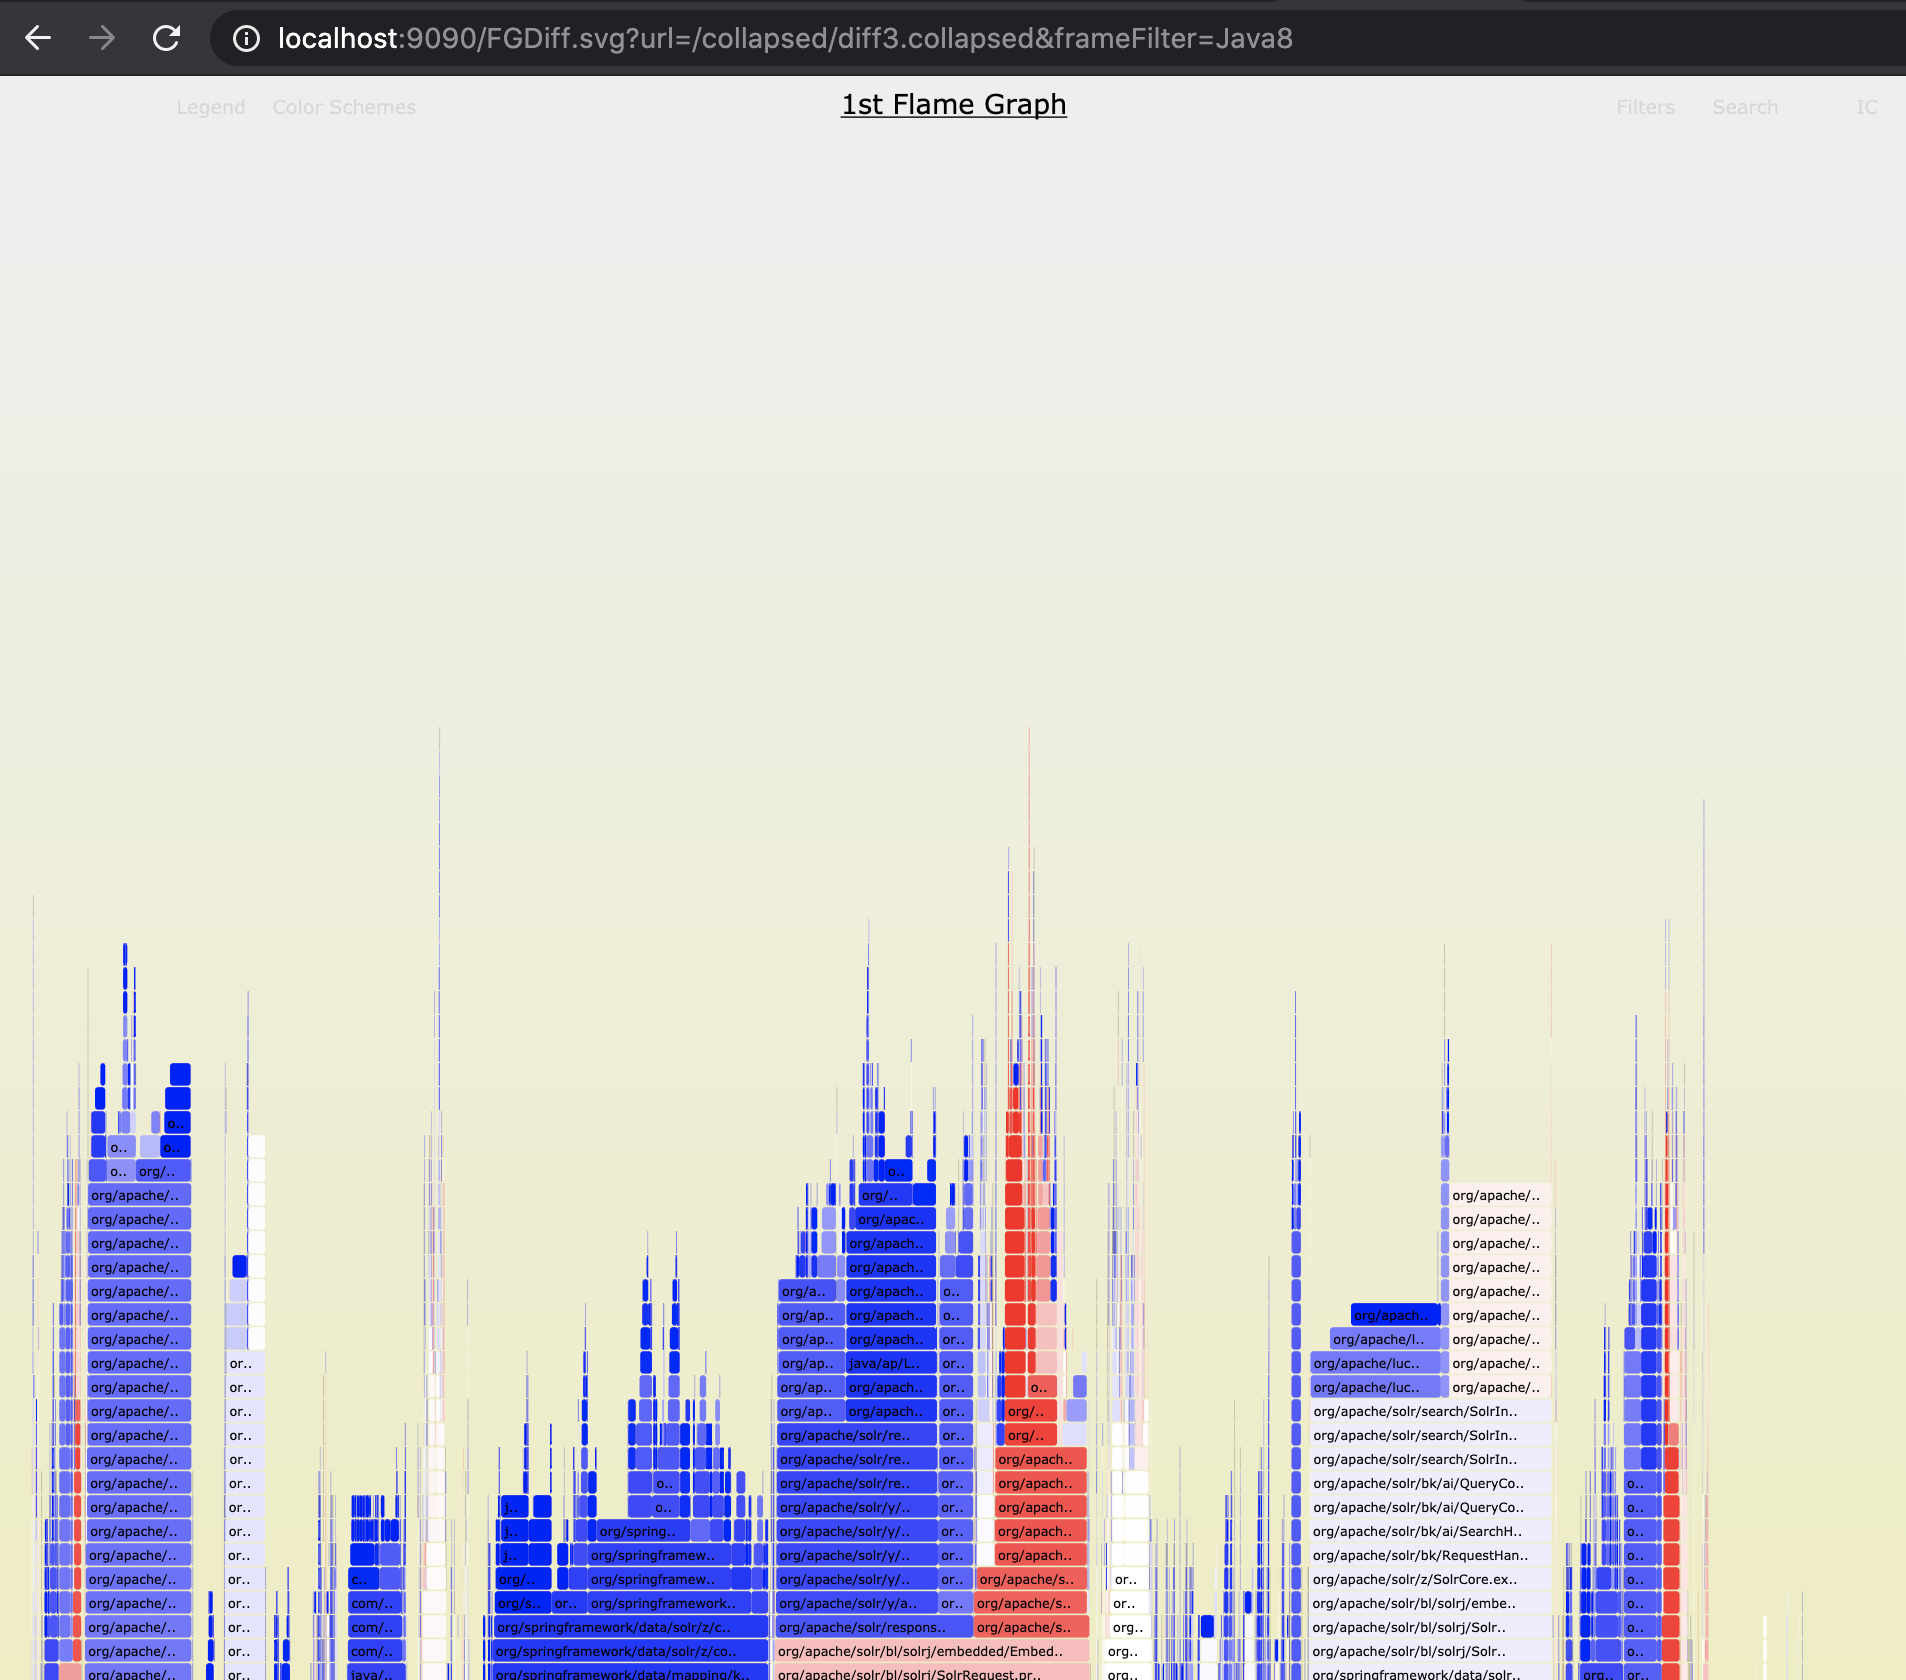 localhost:9090/FGDiff.svg?url=/collapsed/diff3.collapsed&frameFilter=Java8
Legend Color Schemes 1st Flame Graph Filters Search IC
o..
o.. o..
o.. org/.. o..
org/apache/.. org/.. org/apache/..
org/apache/.. org/apac.. org/apache/..
org/apache/.. org/apach.. org/apache/..
org/apache/.. org/apach.. org/apache/..
org/apache/.. org/a.. org/apach.. o.. org/apache/..
org/apache/.. org/ap.. org/apach.. o.. org/apach.. org/apache/..
org/apache/.. org/ap.. org/apach.. or.. org/apache/l.. org/apache/..
org/apache/.. or.. org/ap.. java/ap/L.. or.. org/apache/luc.. org/apache/..
org/apache/.. or.. org/ap.. org/apach.. or.. o.. org/apache/luc.. org/apache/..
org/apache/.. or.. org/ap.. org/apach.. or.. org/.. org/apache/solr/search/SolrIn..
org/apache/.. or.. org/apache/solr/re.. or.. org/.. org/apache/solr/search/SolrIn..
org/apache/.. or.. org/apache/solr/re.. or.. org/apach.. org/apache/solr/search/SolrIn..
org/apache/.. or.. o.. org/apache/solr/re.. or.. org/apach.. org/apache/solr/bk/ai/QueryCo.. o..
org/apache/.. or.. j.. o.. org/apache/solr/y/.. or.. org/apach.. org/apache/solr/bk/ai/QueryCo.. o..
org/apache/.. or.. j.. org/spring.. org/apache/solr/y/.. or.. org/apach.. org/apache/solr/bk/ai/SearchH.. o..
org/apache/.. or.. j.. org/springframew.. org/apache/solr/y/.. or.. org/apach.. org/apache/solr/bk/RequestHan.. o..
org/apache/.. or.. c.. org/.. org/springframew.. org/apache/solr/y/.. or.. org/apache/s.. or.. org/apache/solr/z/SolrCore.ex.. o..
org/apache/.. or.. com/.. org/s.. or.. org/springframework.. org/apache/solr/y/a.. or.. org/apache/s.. or.. org/apache/solr/bl/solrj/embe.. o..
org/apache/.. or.. com/.. org/springframework/data/solr/z/c.. org/apache/solr/respons.. org/apache/s.. org.. org/apache/solr/bl/solrj/Solr.. o..
org/apache/.. or.. com/.. org/springframework/data/solr/z/co.. org/apache/solr/bl/solrj/embedded/Embed.. org.. org/apache/solr/bl/solrj/Solr.. o..
org/apache/.. or.. java/.. org/springframework/data/mapping/k.. org/apache/solr/bl/solrj/SolrRequest.pr.. org.. org/springframework/data/solr.. org.. or..